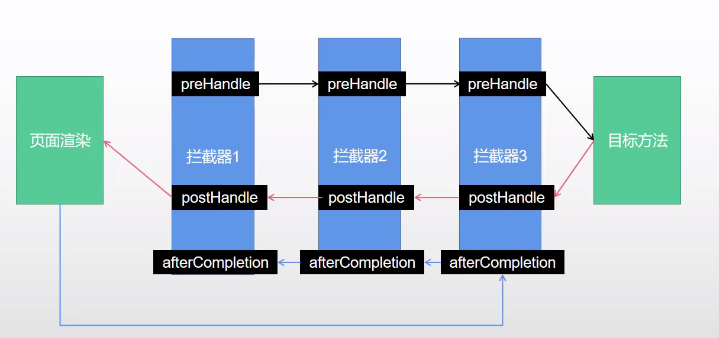 preHandle
preHandle
preHandle
页面渲染
拦截器1
拦截器2
拦截器3
目标方法
postHandle
postHandle
postHandle
afterCompletion
afterCompletion
afterCompletion